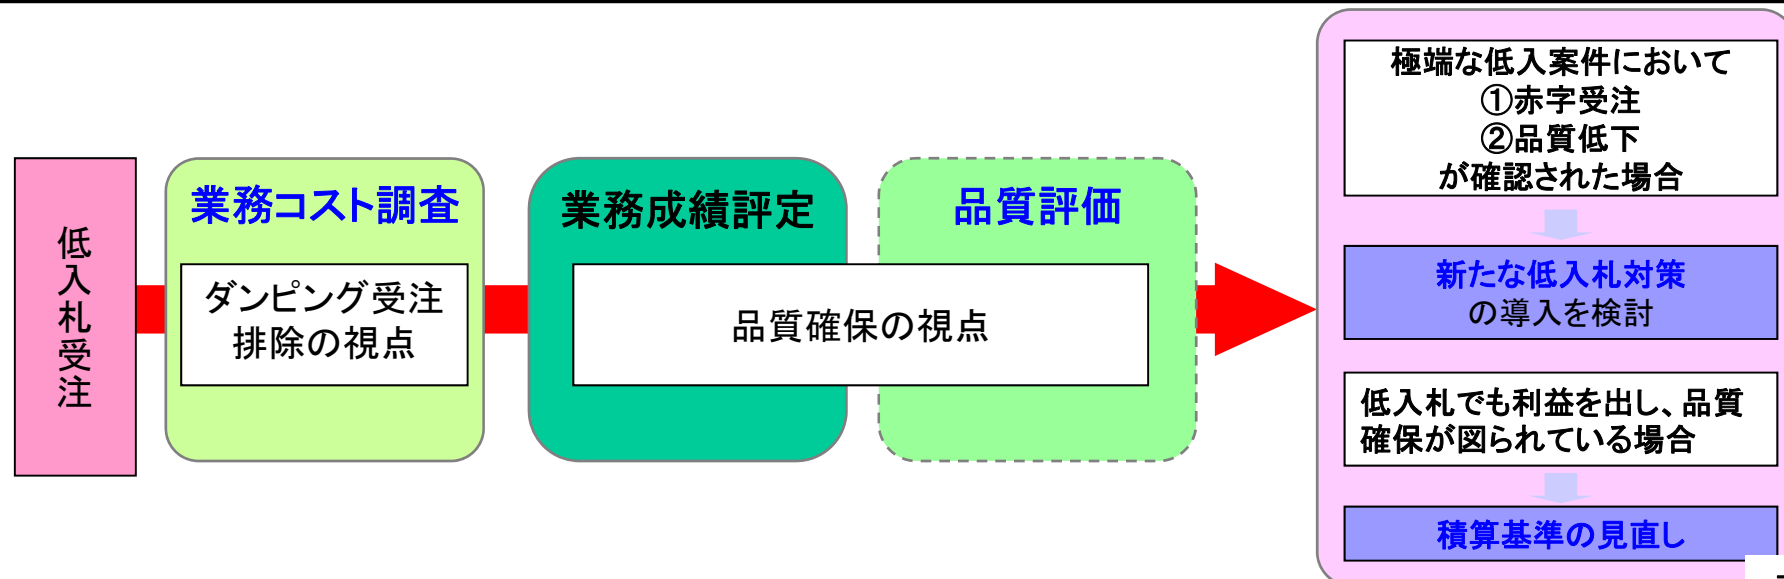 低入札受注
業務コスト調査
ダンピング受注
排除の視点
業務成績評定
品質評価
品質確保の視点
極端な低入案件において
①赤字受注
②品質低下
が確認された場合
新たな低入札対策
の導入を検討
低入札でも利益を出し、品質
確保が図られている場合
積算基準の見直し